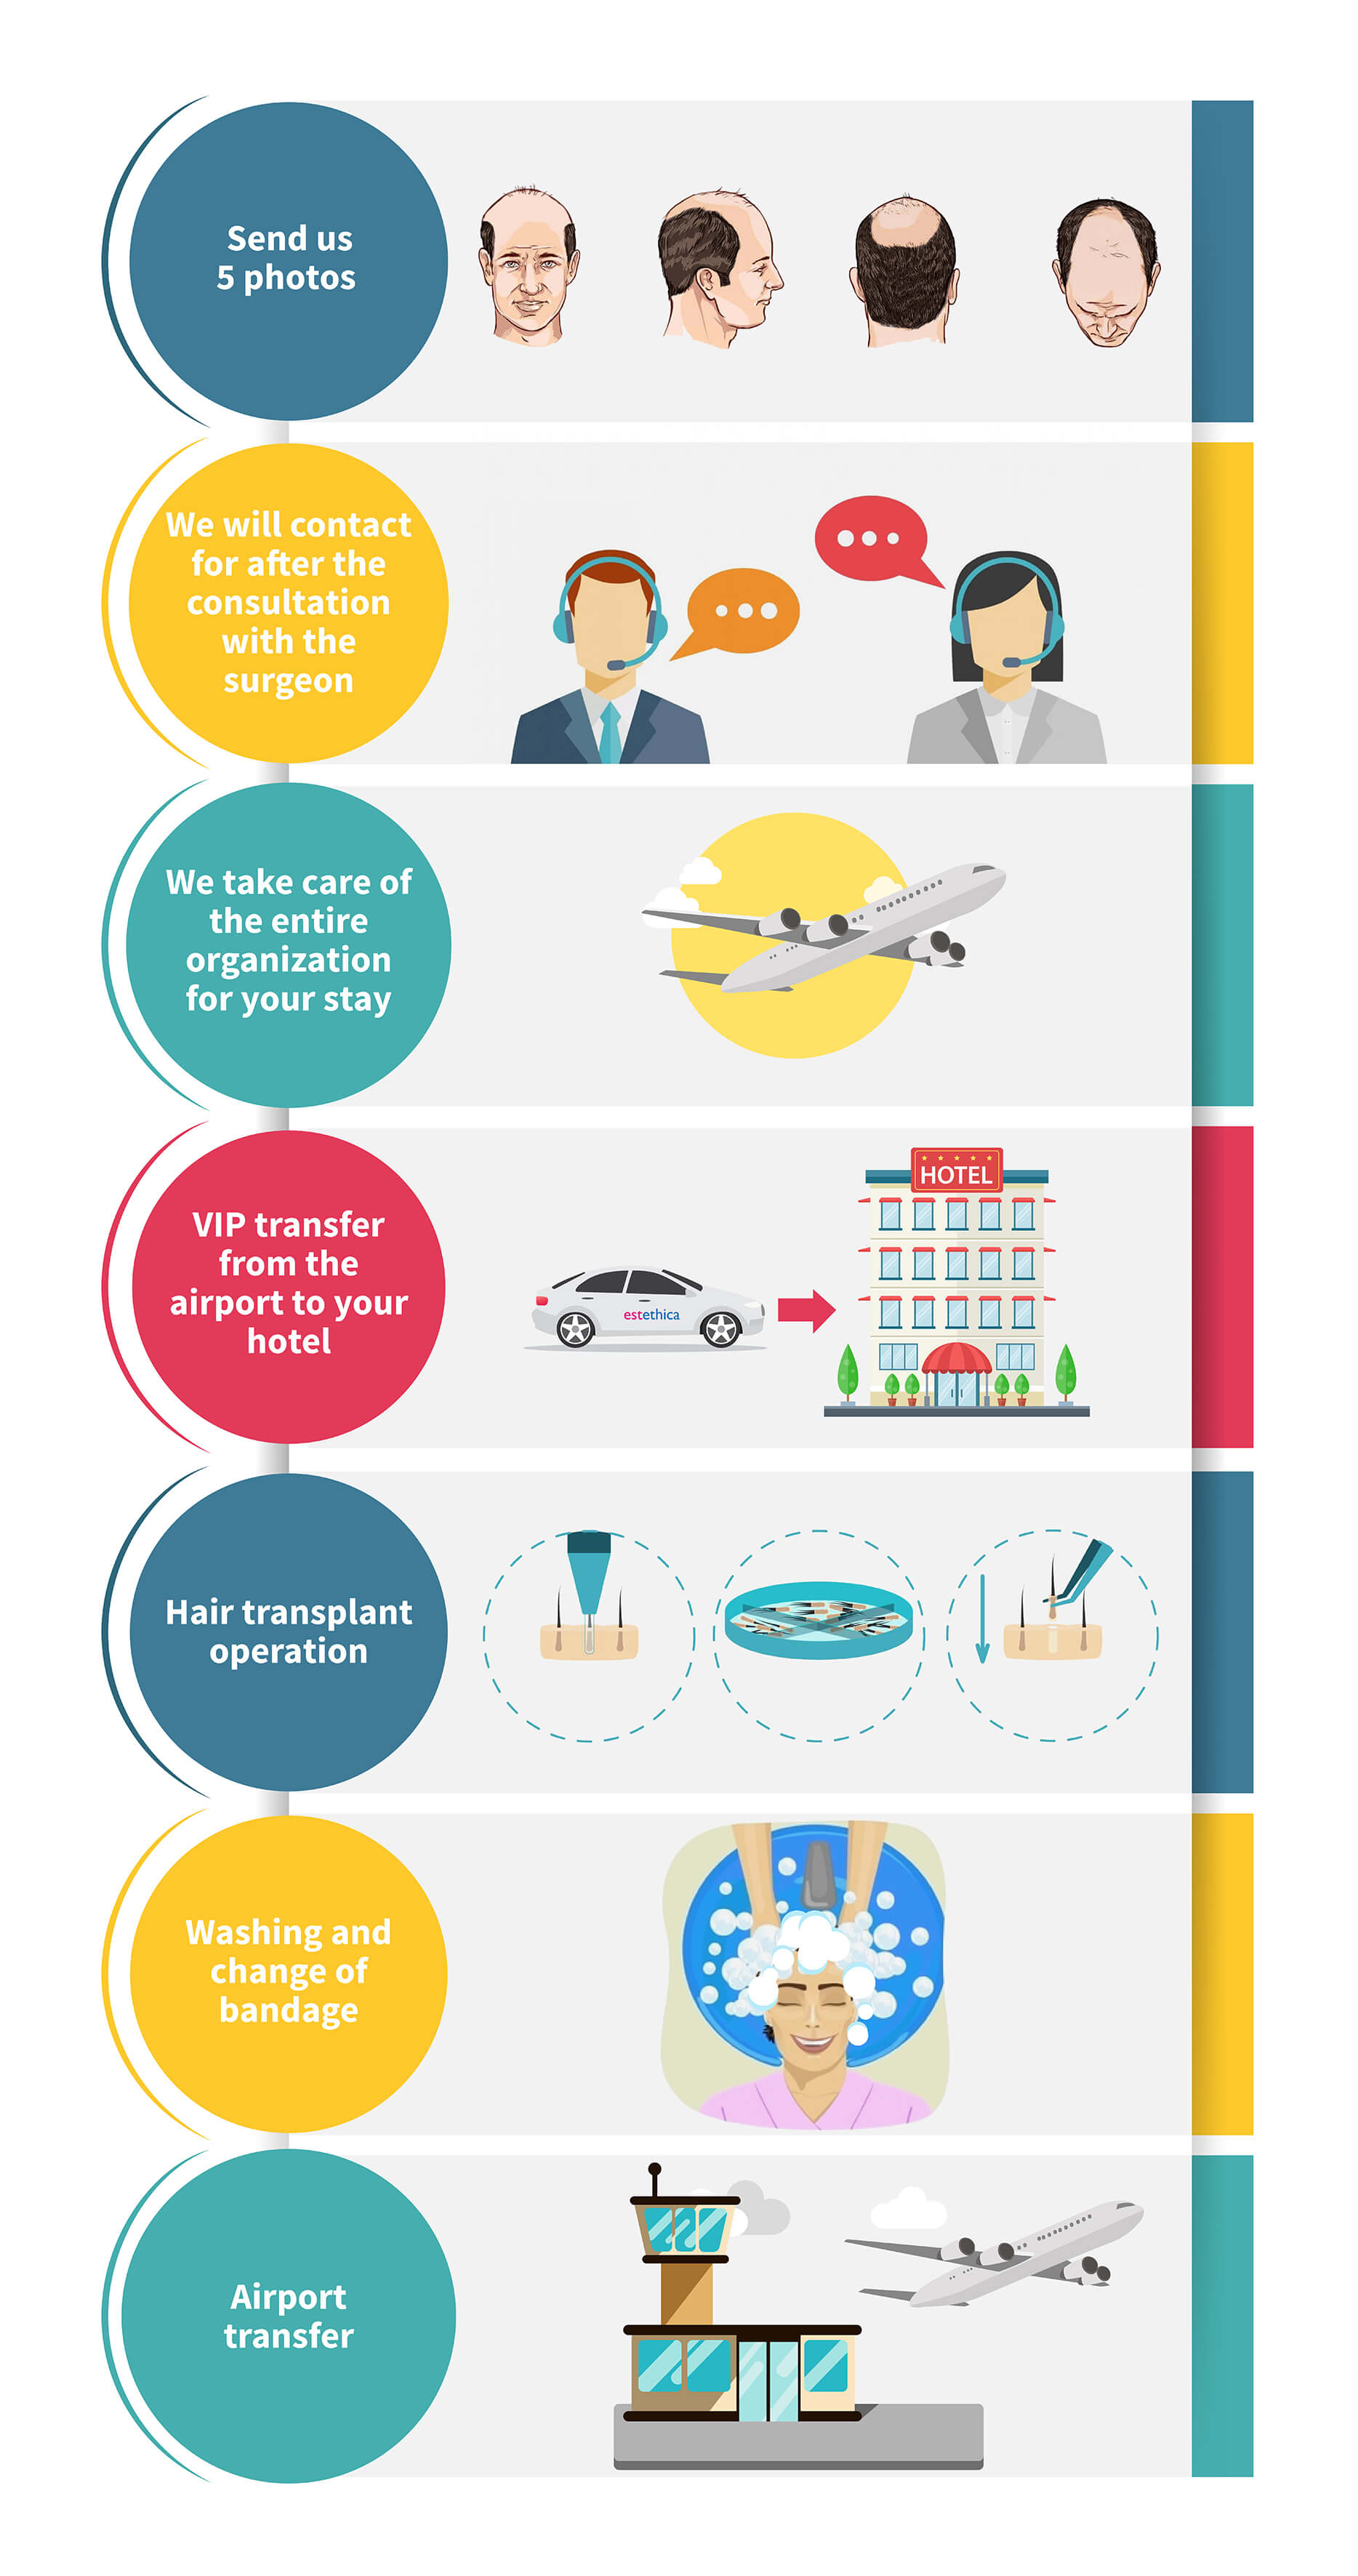 Send us
5 photos
We will contact
for after the
consultation
with the
surgeon
We take care of
the entire
organization
for your stay
VIP transfer
from the
airport to your
hotel
estethica
HOTEL
Hair transplant
operation
Washing and
change of
bandage
Airport
transfer